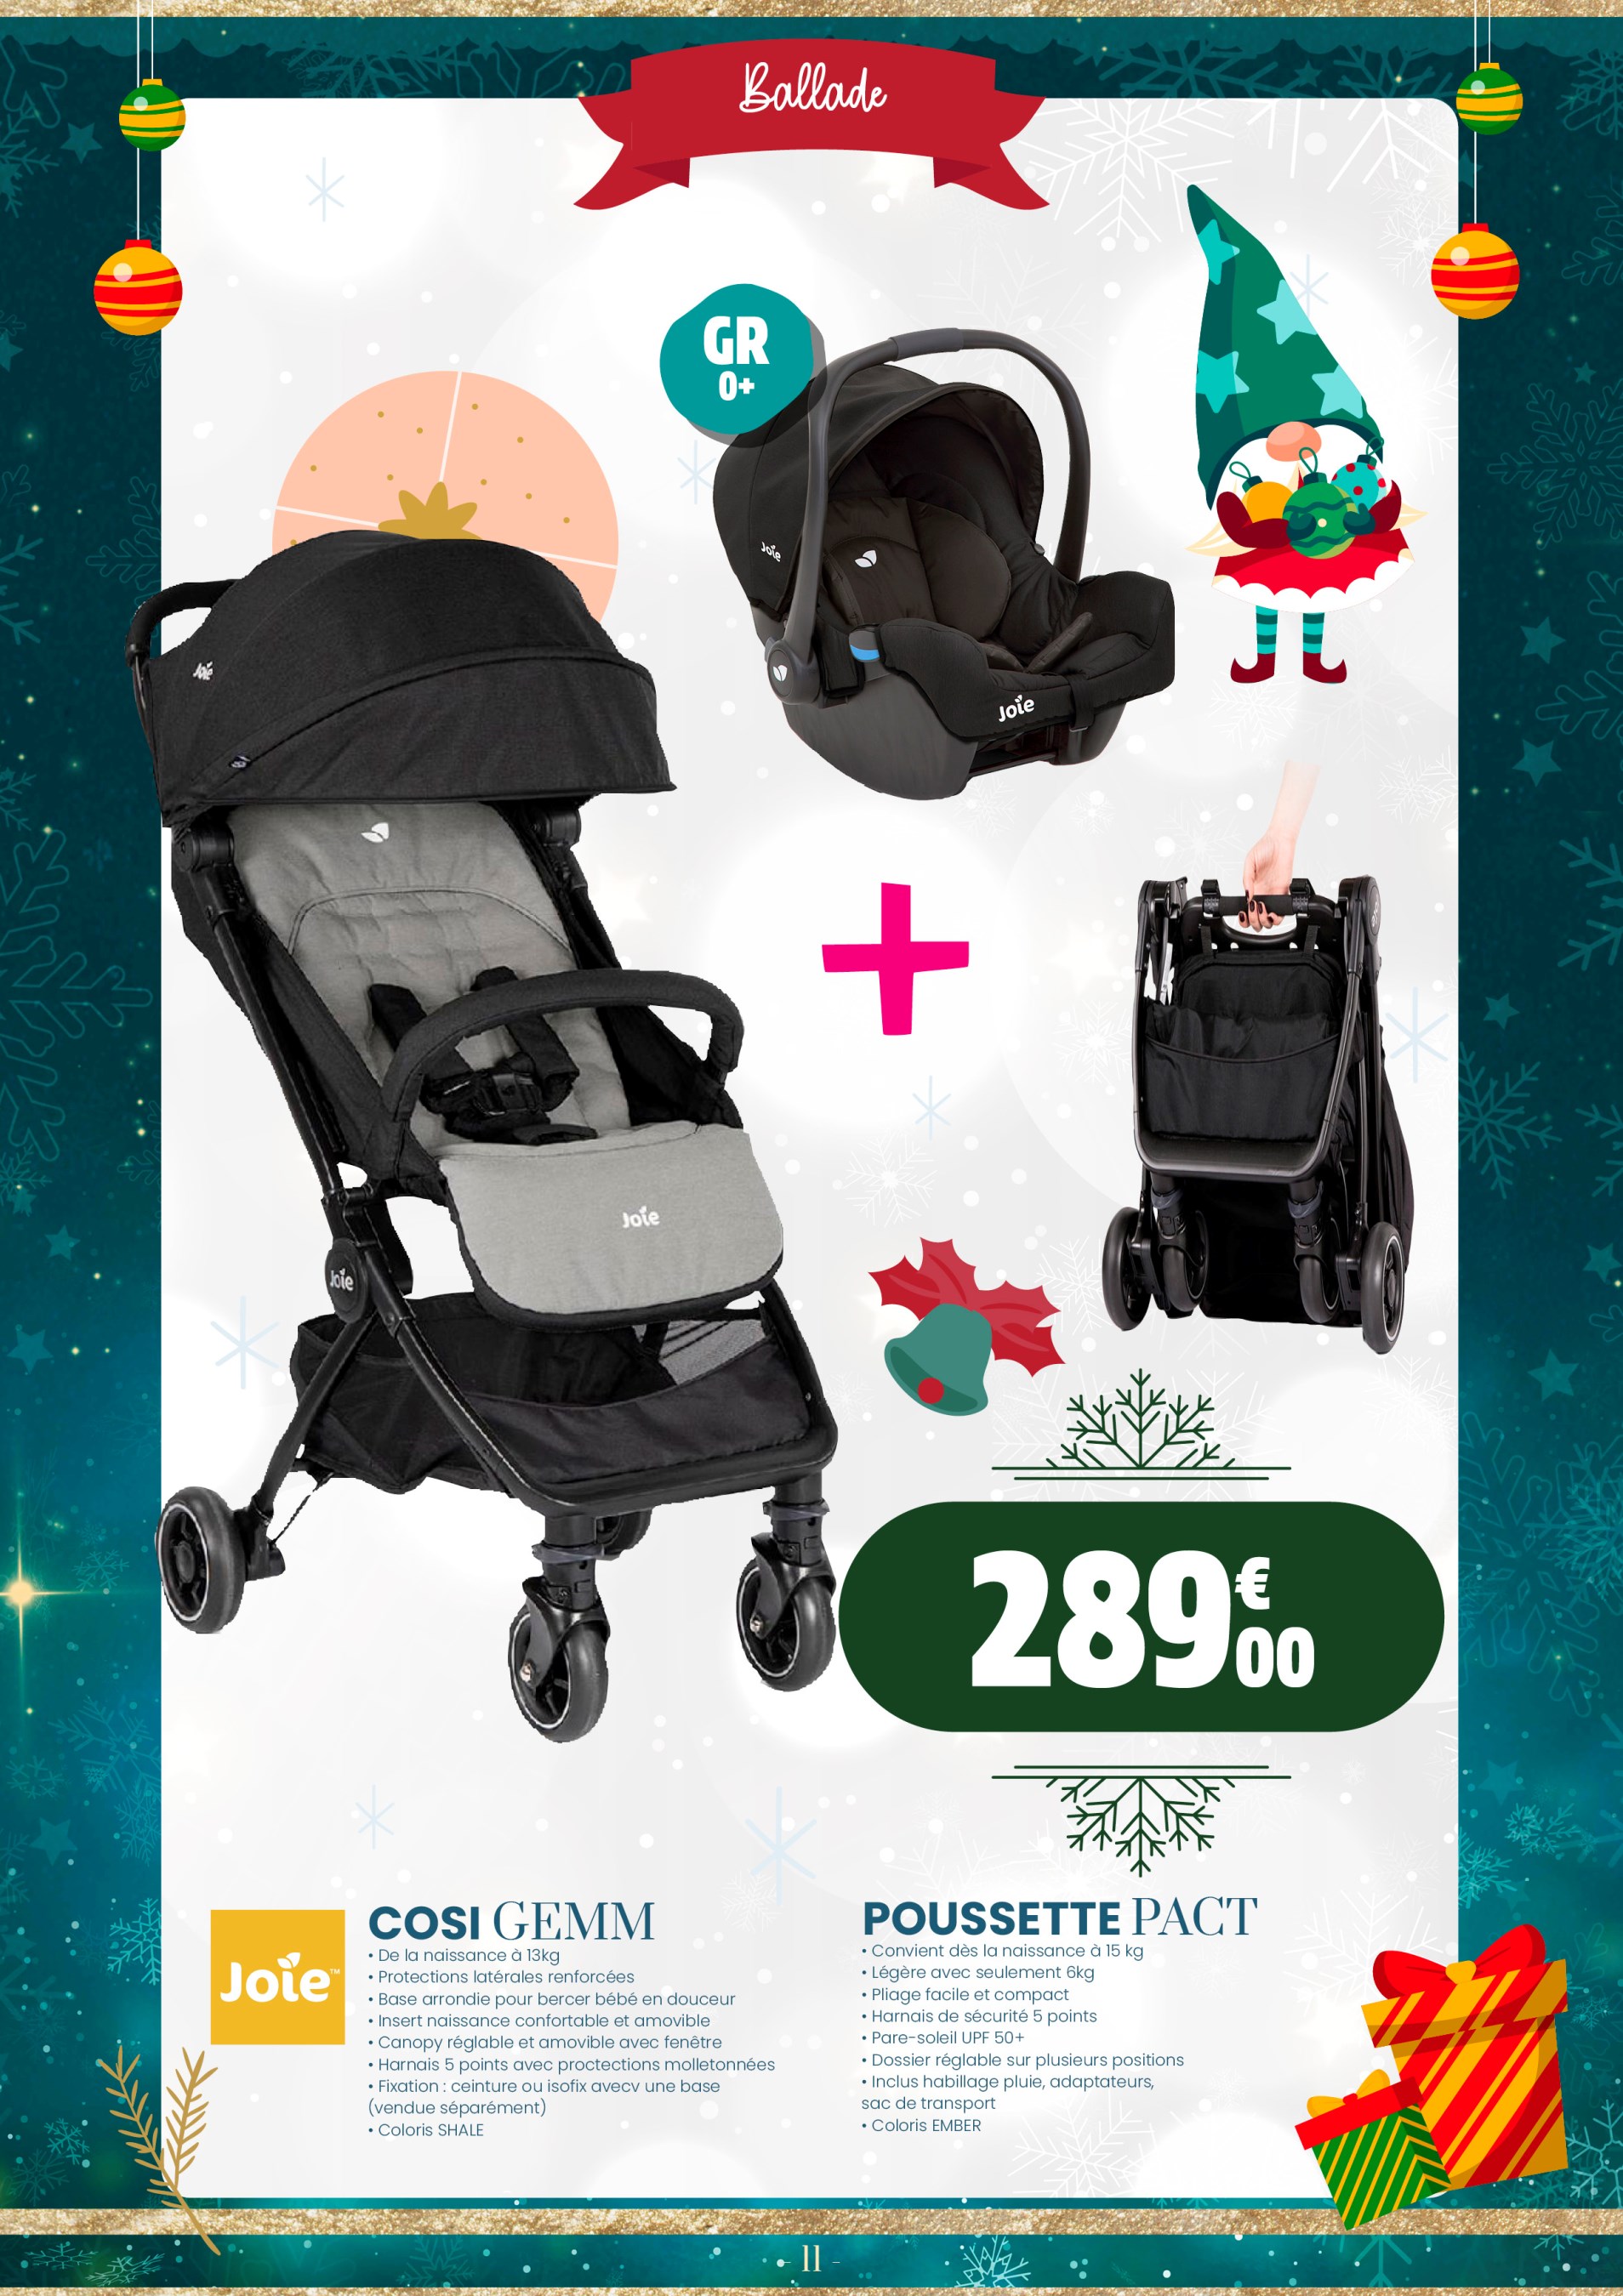 Ballade
GR
0+
Joie
Joie
Joie
Joie
Joie
289€
00
Joie™
COSI GEMM
• De la naissance à 13kg
• Protections latérales renforcées
• Base arrondie pour bercer bébé en douceur
• Insert naissance confortable et amovible
• Canopy réglable et amovible avec fenêtre
• Harnais 5 points avec proctections molletonnées
• Fixation : ceinture ou isofix avecv une base
(vendue séparément)
• Coloris SHALE
POUSSETTE PACT
• Convient dès la naissance à 15 kg
• Légère avec seulement 6kg
• Pliage facile et compact
• Harnais de sécurité 5 points
• Pare-soleil UPF 50+
• Dossier réglable sur plusieurs positions
• Inclus habillage pluie, adaptateurs,
sac de transport
• Coloris EMBER
- 11 -